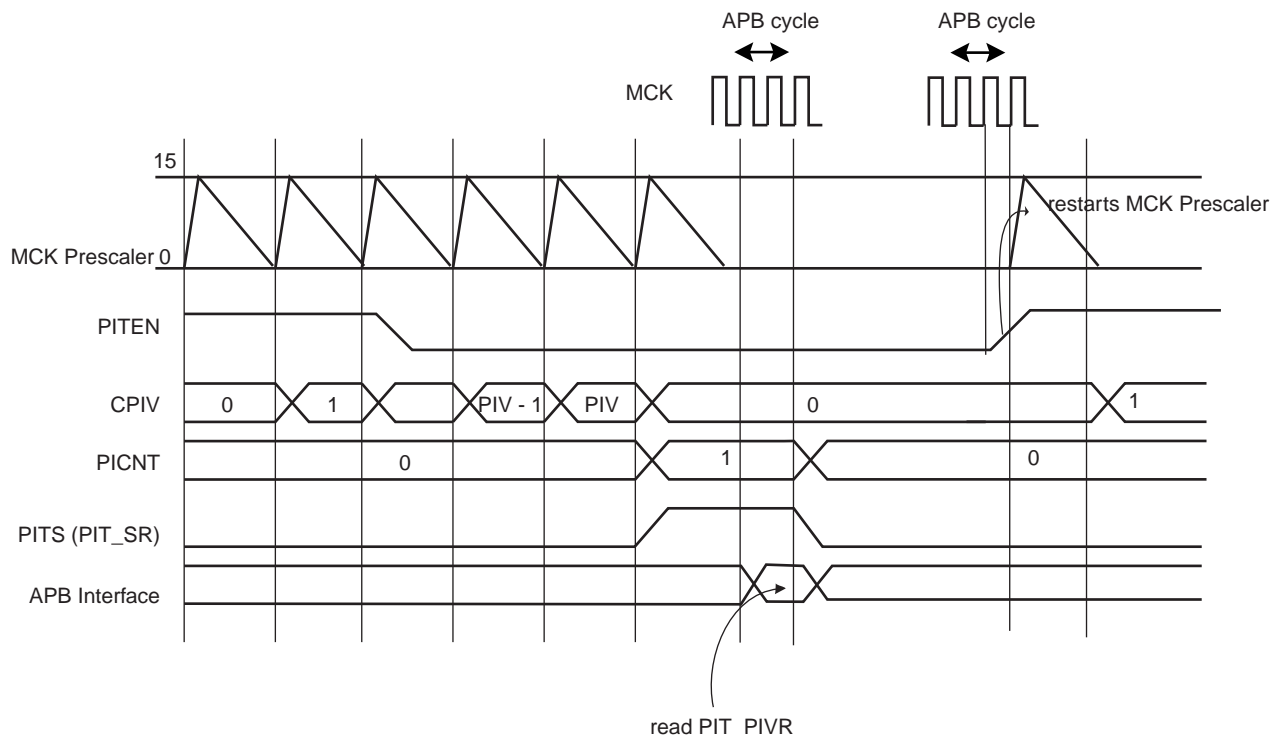 APB cycle APB cycle
MCK
15
restarts MCK Prescaler
MCK Prescaler 0
PITEN
CPIV 0 1 PIV - 1 PIV 0 1
PICNT 0 1 0
PITS (PIT_SR)
APB Interface
read PIT_PIVR